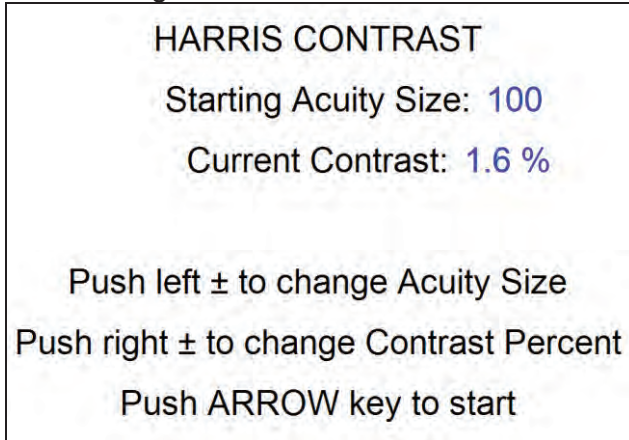 HARRIS CONTRAST
Starting Acuity Size: 100
Current Contrast: 1.6 %
Push left ± to change Acuity Size
Push right ± to change Contrast Percent
Push ARROW key to start